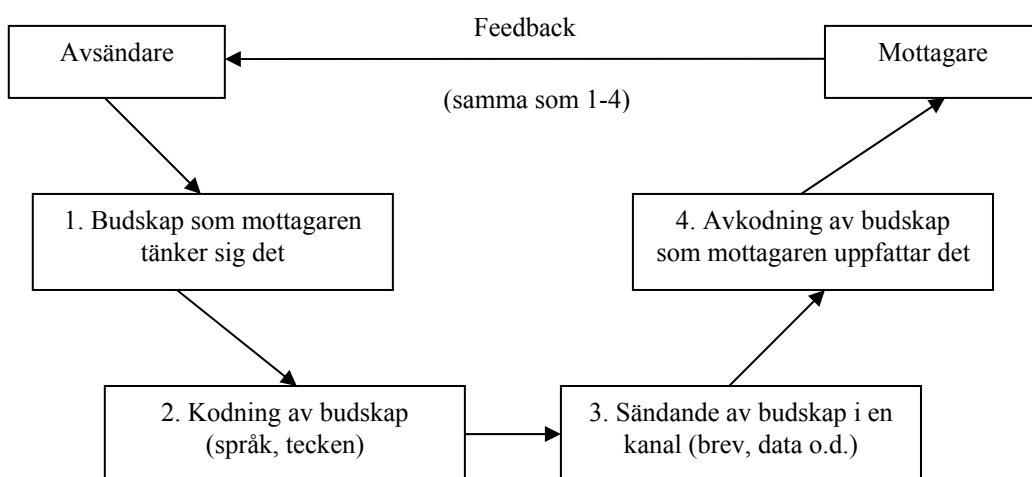 Feedback
Avsändare
Mottagare
(samma som 1-4)
1. Budskap som mottagaren
tänker sig det
4. Avkodning av budskap
som mottagaren uppfattar det
2. Kodning av budskap
(språk, tecken)
3. Sändande av budskap i en
kanal (brev, data o.d.)